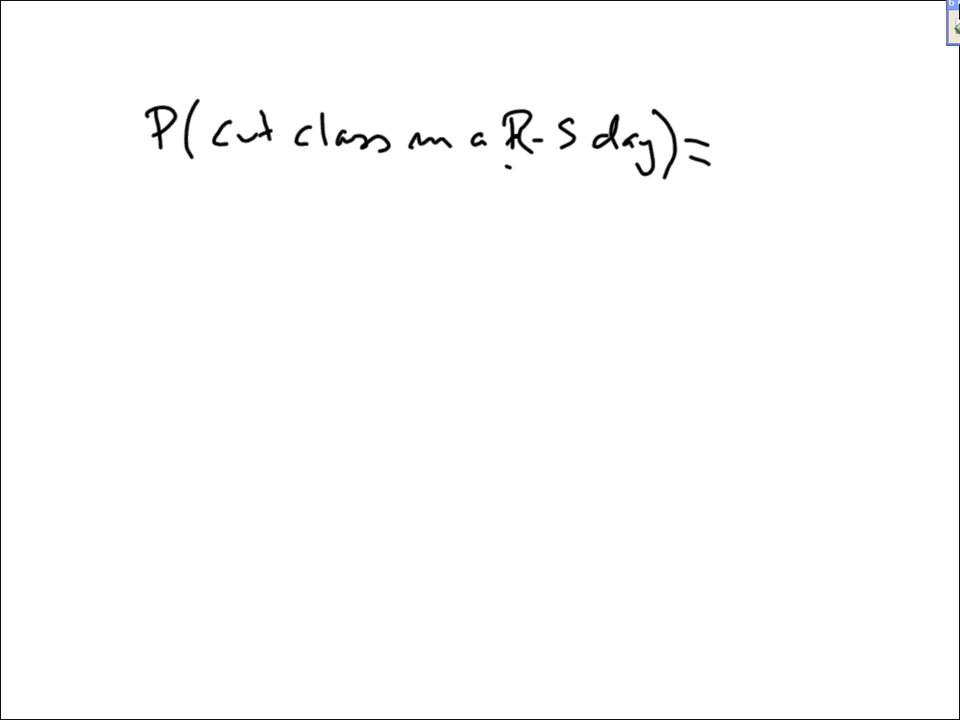 P(cut class on a R-S day)=